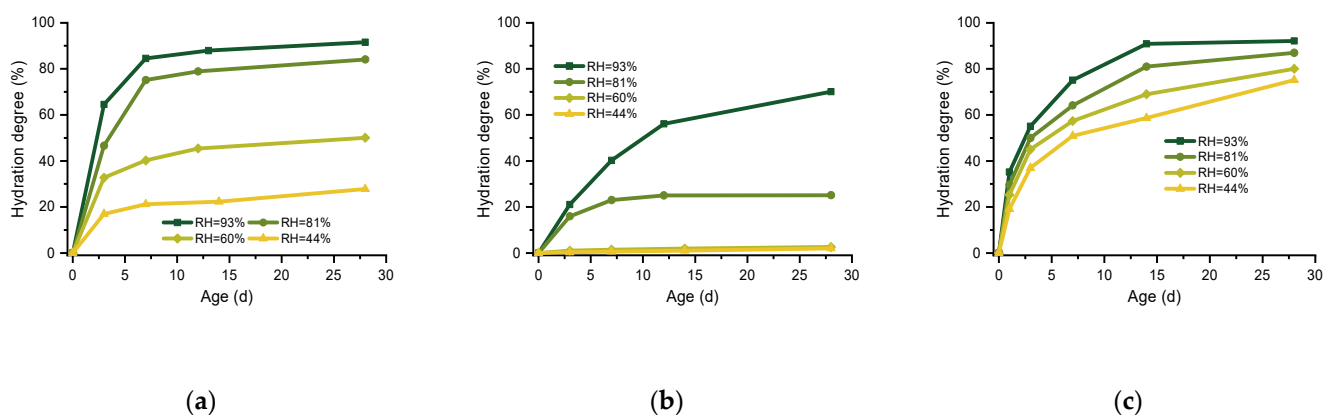 100
80
60
40
20
0
Hydration degree (%)
RH=93% RH=81%
RH=60% RH=44%
0 5 10 15 20 25 30
Age (d)
(a)
100
80
60
40
20
0
Hydration degree (%)
RH=93%
RH=81%
RH=60%
RH=44%
0 5 10 15 20 25 30
Age (d)
(b)
100
80
60
40
20
0
Hydration degree (%)
RH=93%
RH=81%
RH=60%
RH=44%
0 5 10 15 20 25 30
Age (d)
(c)